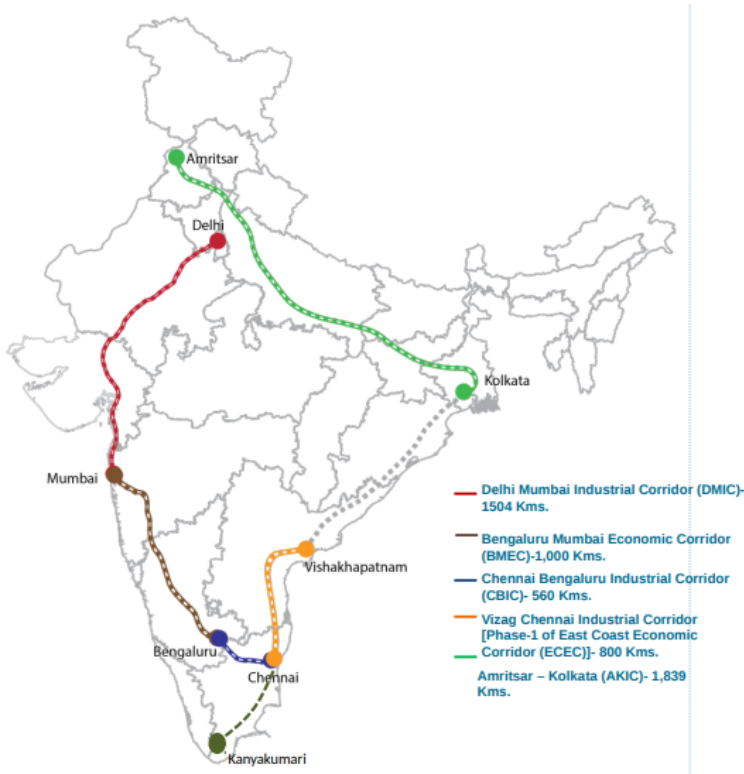 Amritsar
Delhi
Kolkata
Mumbai
Vishakhapatnam
Bengaluru
Chennai
Kanyakumari
Delhi Mumbai Industrial Corridor (DMIC)-
1504 Kms.
Bengaluru Mumbai Economic Corridor
(BMEC)-1,000 Kms.
Chennai Bengaluru Industrial Corridor
(CBIC)- 560 Kms.
Vizag Chennai Industrial Corridor
[Phase-1 of East Coast Economic
Corridor (ECEC)]- 800 Kms.
Amritsar – Kolkata (AKIC)- 1,839
Kms.